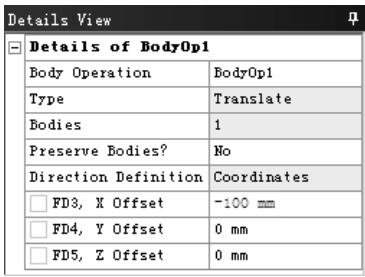 Details View
Details of BodyOp1
Body Operation BodyOp1
Type Translate
Bodies 1
Preserve Bodies? No
Direction Definition Coordinates
FD3, X Offset -100 mm
FD4, Y Offset 0 mm
FD5, Z Offset 0 mm